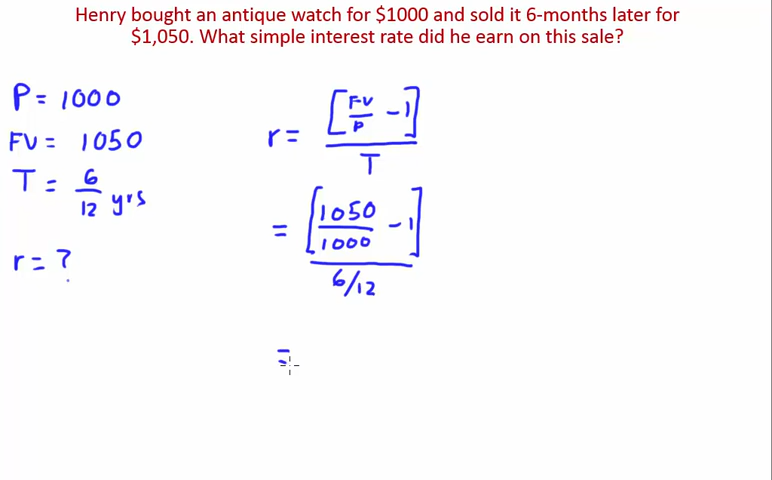 Henry bought an antique watch for $1000 and sold it 6-months later for
$1,050. What simple interest rate did he earn on this sale?
P = 1000
FV = 1050
T = 6/12 yrs
r = ?
r = [FV/P - 1] / T
= [1050/1000 - 1] / 6/12
=